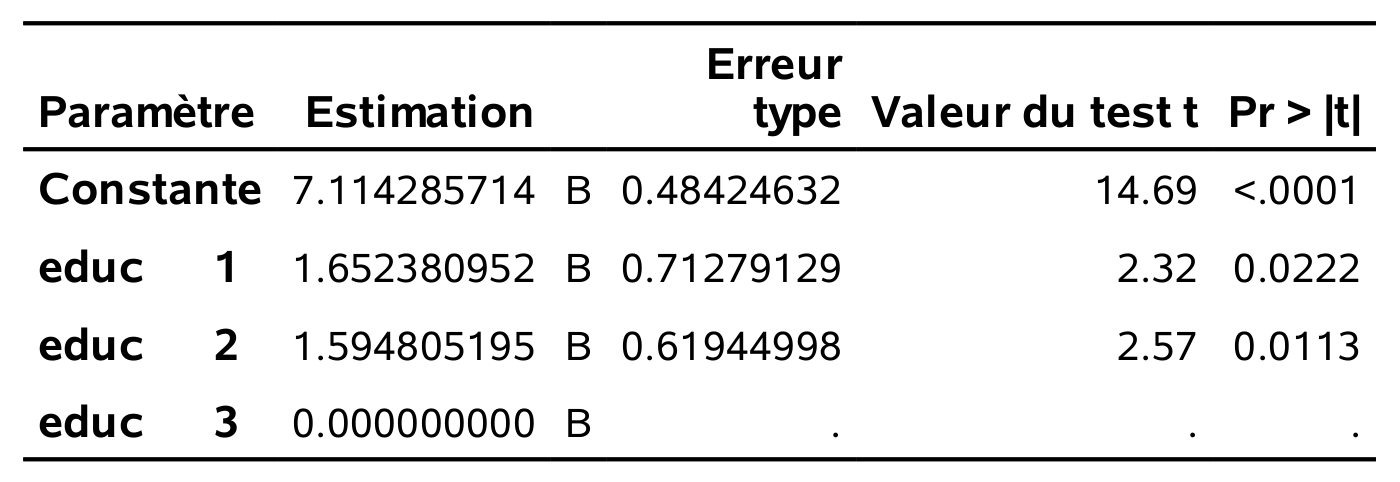 Erreur
Paramètre Estimation type Valeur du test t Pr > |t|
Constante 7.114285714 B 0.48424632 14.69 <.0001
educ 1 1.652380952 B 0.71279129 2.32 0.0222
educ 2 1.594805195 B 0.61944998 2.57 0.0113
educ 3 0.000000000 B . . .